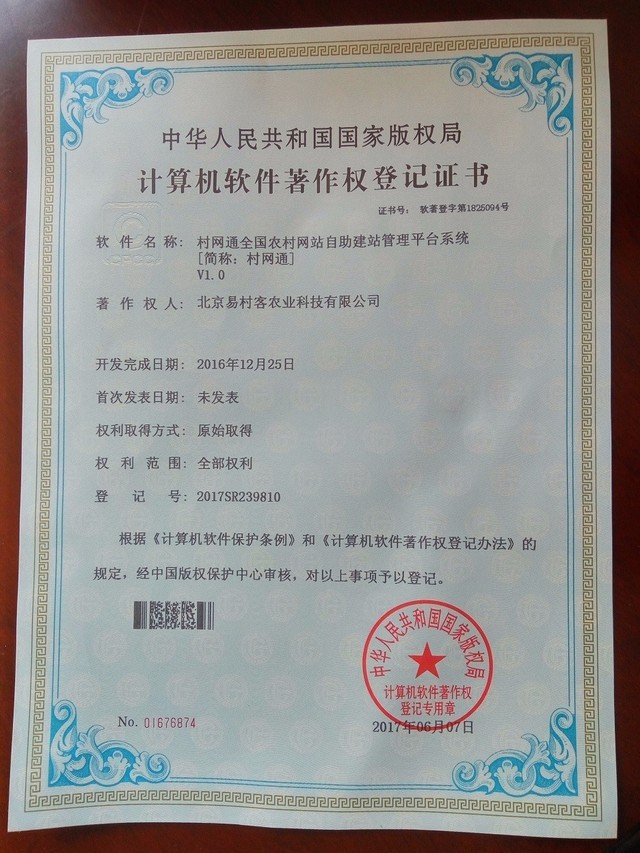 中华人民共和国国家版权局
计算机软件著作权登记证书
证书号： 软著登字第1825094号
软件名称： 村网通全国农村网站自助建站管理平台系统
[简称：村网通]
V1.0
著作权人： 北京易村客农业科技有限公司
开发完成日期： 2016年12月25日
首次发表日期： 未发表
权利取得方式： 原始取得
权利范围： 全部权利
登记号： 2017SR239810
根据《计算机软件保护条例》和《计算机软件著作权登记办法》的
规定，经中国版权保护中心审核，对以上事项予以登记。
中华人民共和国国家版权局
计算机软件著作权
登记专用章
No. 01676874
2017年06月07日